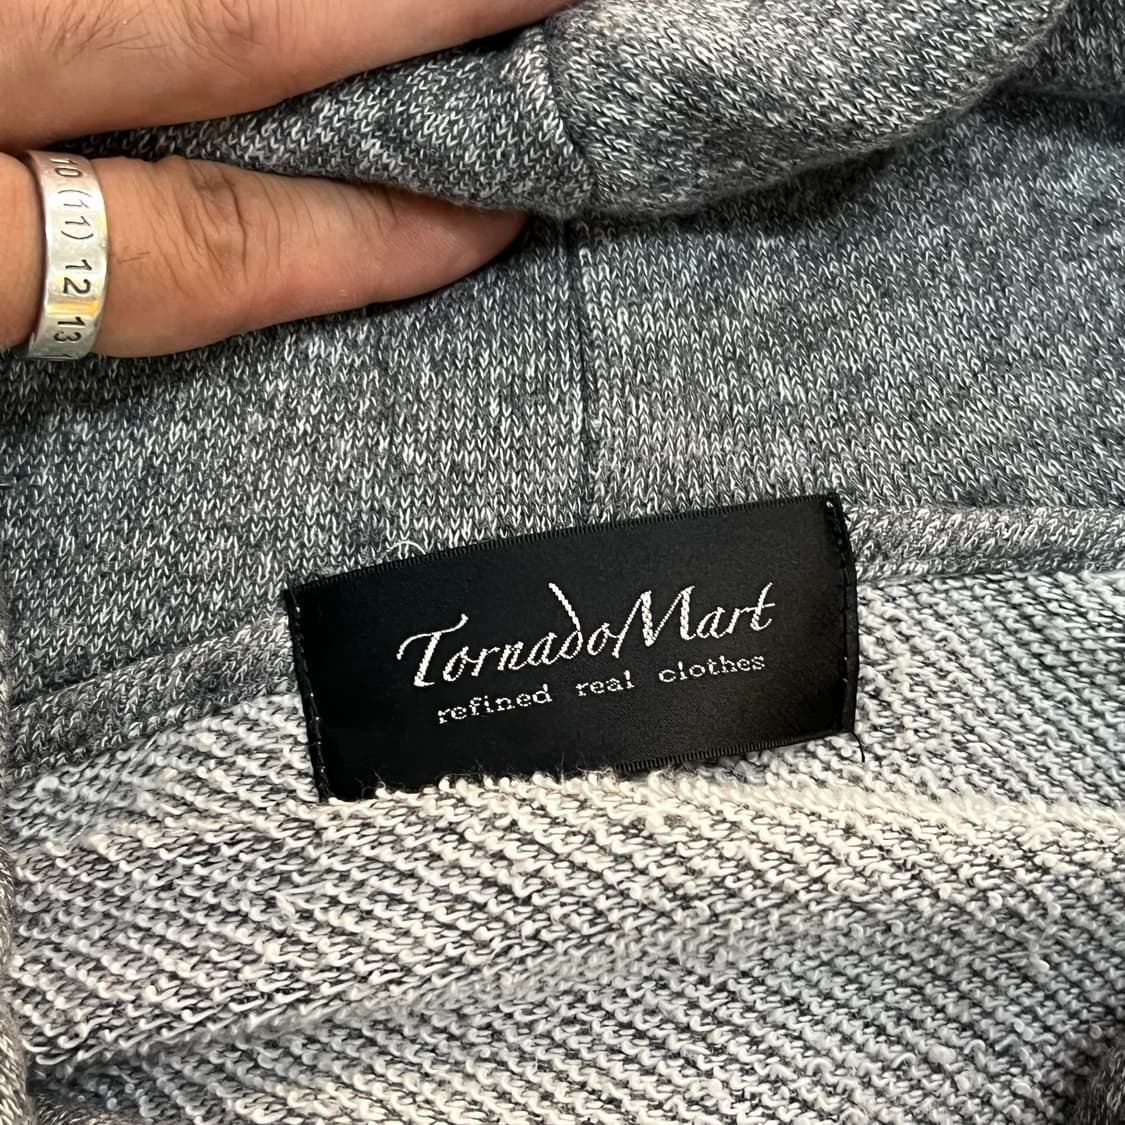 10 (11) 12 13
TornadoMart
refined real clothes